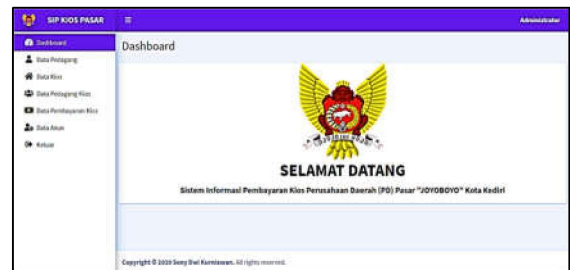 SIP KIOS PASAR
Administrator
Dashboard
Data Pedagang
Data Kios
Data Pedagang Kios
Data Pembayaran Kios
Data Akun
Keluar
Dashboard
SELAMAT DATANG
Sistem Informasi Pembayaran Kios Perusahaan Daerah (PD) Pasar "JOYOBOYO" Kota Kediri
Copyright © 2020 Seny Dwi Kurniawan. All rights reserved.